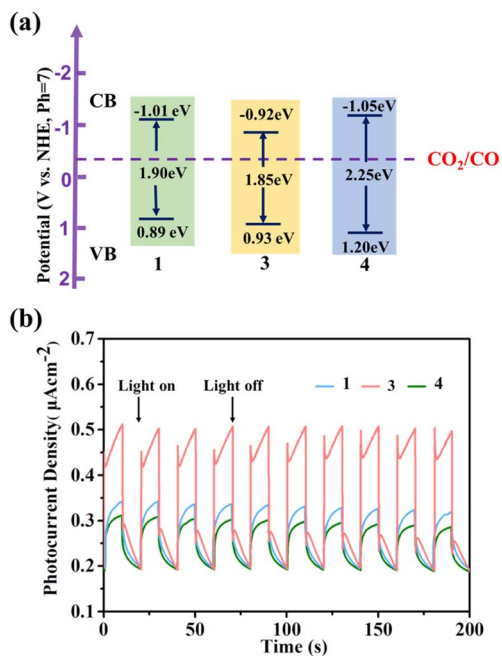 (a)
Potential (V vs. NHE, Ph=7)
-2
-1
0
1
2
CB
VB
-1.01 eV
1.90eV
0.89 eV
1
-0.92eV
1.85eV
0.93 eV
3
-1.05eV
2.25eV
1.20eV
4
CO₂/CO
(b)
Photocurrent Density( μAcm⁻²)
0.7
0.6
0.5
0.4
0.3
0.2
0.1
Light on
Light off
1
3
4
0
50
100
150
200
Time (s)